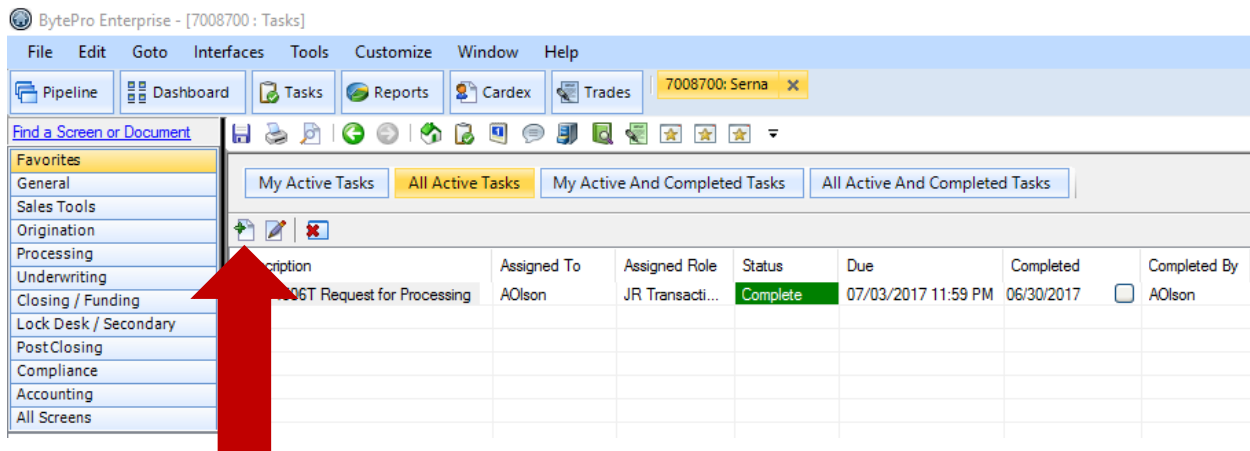 BytePro Enterprise - [7008700 : Tasks]
File Edit Goto Interfaces Tools Customize Window Help
Pipeline Dashboard Tasks Reports Cardex Trades 7008700: Serna
Find a Screen or Document
Favorites
General
Sales Tools
Origination
Processing
Underwriting
Closing / Funding
Lock Desk / Secondary
PostClosing
Compliance
Accounting
All Screens
My Active Tasks All Active Tasks My Active And Completed Tasks All Active And Completed Tasks
Assigned To Assigned Role Status Due Completed Completed By
Request for Processing AOlson JR Transacti... Complete 07/03/2017 11:59 PM 06/30/2017 AOlson